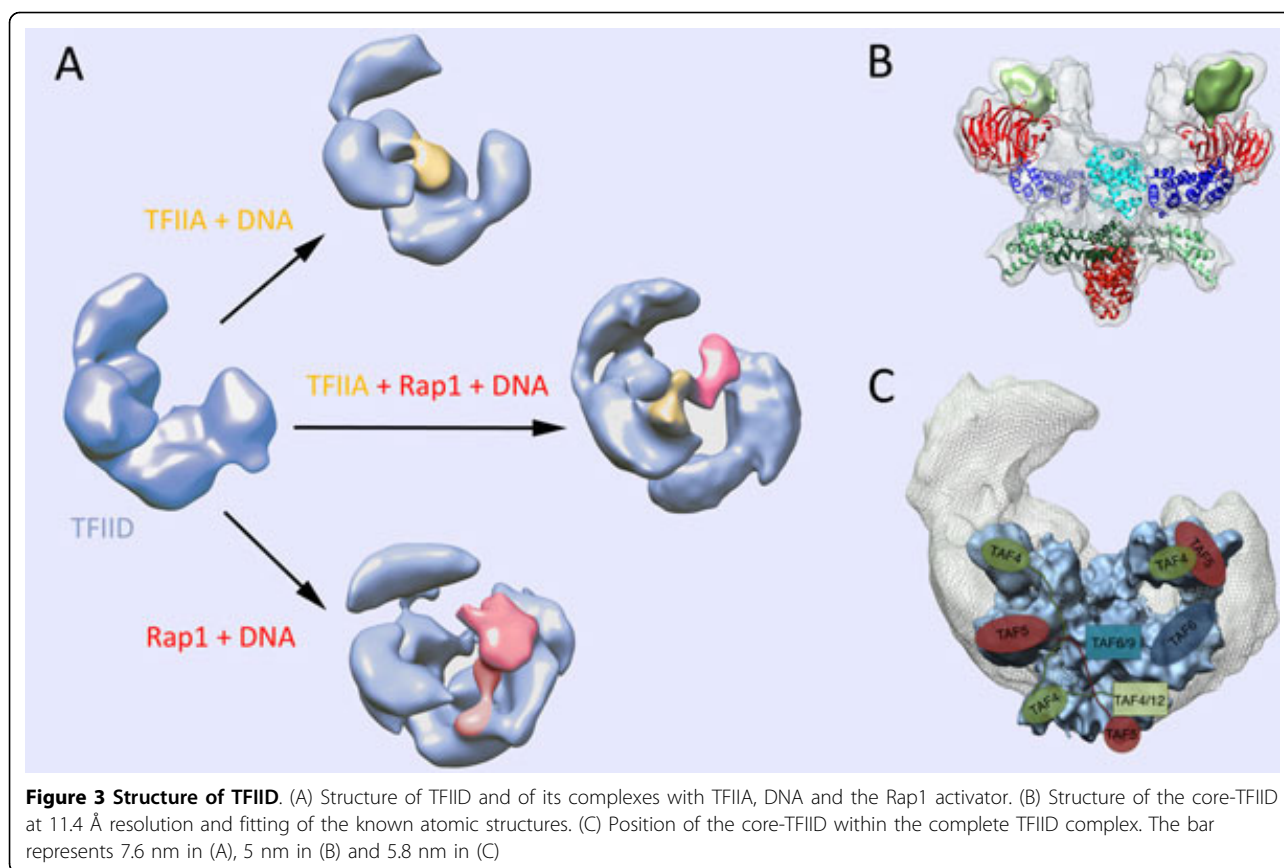 A
TFIIA + DNA
TFIIA + Rap1 + DNA
TFIID
Rap1 + DNA
B
C
TAF4
TAF4
TAF5
TAF5
TAF6/9
TAF6
TAF4
TAF4/12
TAF5
Figure 3 Structure of TFIID. (A) Structure of TFIID and of its complexes with TFIIA, DNA and the Rap1 activator. (B) Structure of the core-TFIID
at 11.4 Å resolution and fitting of the known atomic structures. (C) Position of the core-TFIID within the complete TFIID complex. The bar
represents 7.6 nm in (A), 5 nm in (B) and 5.8 nm in (C)